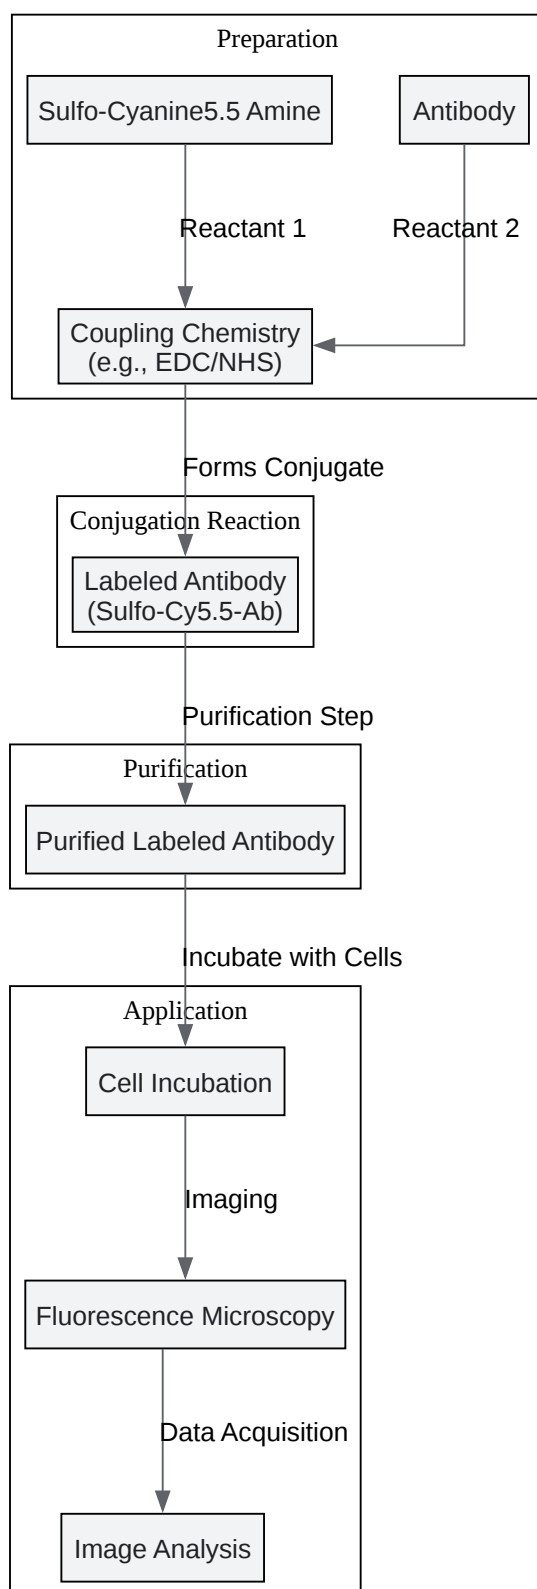 Preparation
Sulfo-Cyanine5.5 Amine
Antibody
Reactant 1
Reactant 2
Coupling Chemistry
(e.g., EDC/NHS)
Forms Conjugate
Conjugation Reaction
Labeled Antibody
(Sulfo-Cy5.5-Ab)
Purification Step
Purification
Purified Labeled Antibody
Incubate with Cells
Application
Cell Incubation
Imaging
Fluorescence Microscopy
Data Acquisition
Image Analysis